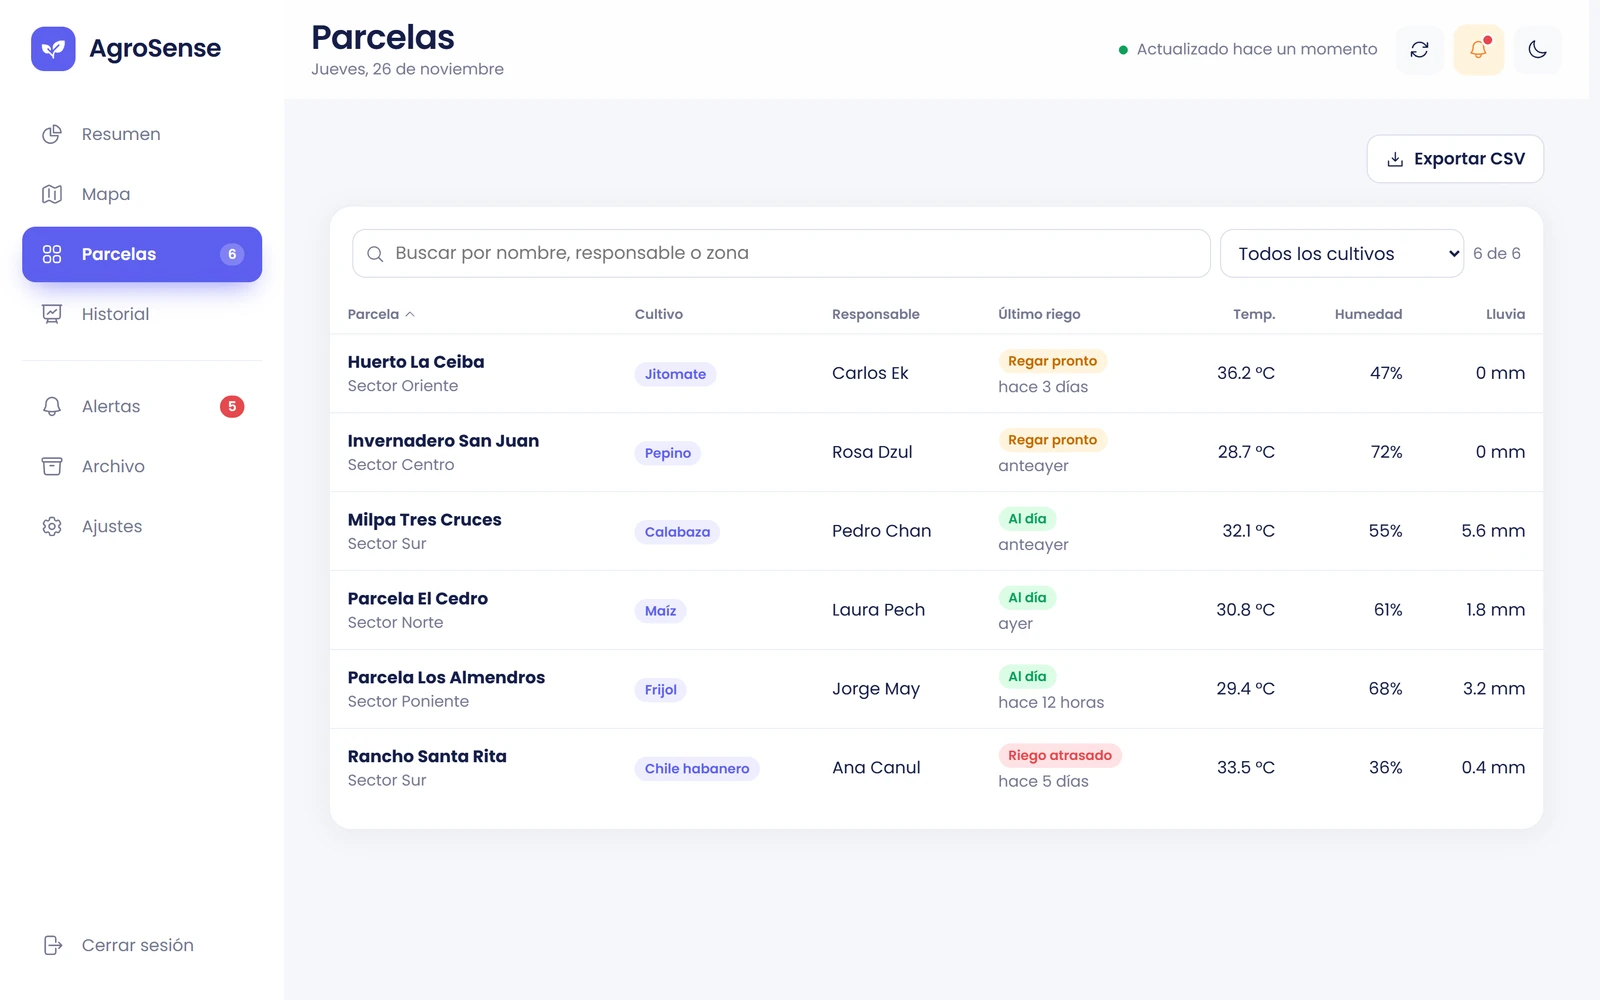 AgroSense
Resumen
Mapa
Parcelas 6
Historial
Alertas 5
Archivo
Ajustes
Cerrar sesión
Parcelas
Jueves, 26 de noviembre
Actualizado hace un momento
Exportar CSV
Buscar por nombre, responsable o zona
Todos los cultivos
6 de 6
Parcela Cultivo Responsable Último riego Temp. Humedad Lluvia
Huerto La Ceiba
Sector Oriente
Jitomate
Carlos Ek
Regar pronto
hace 3 días
36.2 °C
47%
0 mm
Invernadero San Juan
Sector Centro
Pepino
Rosa Dzul
Regar pronto
anteayer
28.7 °C
72%
0 mm
Milpa Tres Cruces
Sector Sur
Calabaza
Pedro Chan
Al día
anteayer
32.1 °C
55%
5.6 mm
Parcela El Cedro
Sector Norte
Maíz
Laura Pech
Al día
ayer
30.8 °C
61%
1.8 mm
Parcela Los Almendros
Sector Poniente
Frijol
Jorge May
Al día
hace 12 horas
29.4 °C
68%
3.2 mm
Rancho Santa Rita
Sector Sur
Chile habanero
Ana Canul
Riego atrasado
hace 5 días
33.5 °C
36%
0.4 mm